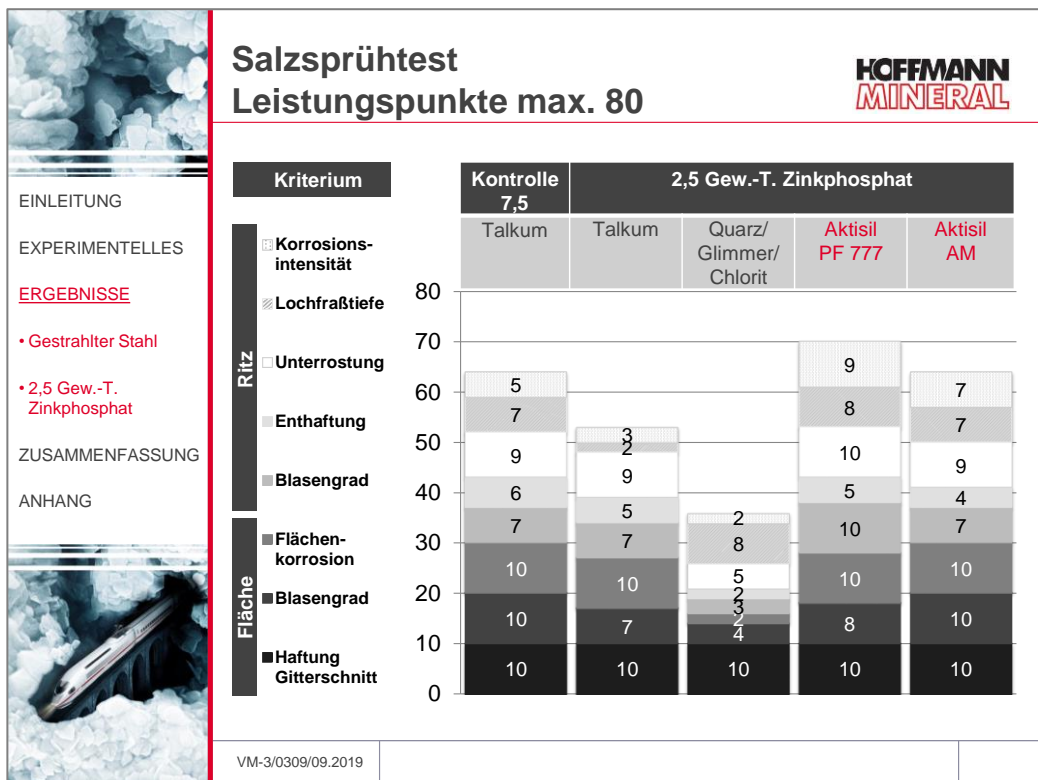 Salzsprühtest
Leistungspunkte max. 80
HOFFMANN
MINERAL
EINLEITUNG
EXPERIMENTELLES
ERGEBNISSE
• Gestrahlter Stahl
• 2,5 Gew.-T.
Zinkphosphat
ZUSAMMENFASSUNG
ANHANG
Kriterium
Kontrolle
7,5
2,5 Gew.-T. Zinkphosphat
Talkum
Talkum
Quarz/
Glimmer/
Chlorit
Aktisil
PF 777
Aktisil
AM
Ritz
Korrosions-
intensität
Lochfraßtiefe
Unterrostung
Enthaftung
Blasengrad
Fläche
Flächen-
korrosion
Blasengrad
Haftung
Gitterschnitt
80
70
60
50
40
30
20
10
0
5
7
9
6
7
10
10
10
3
2
9
5
7
10
7
10
2
8
5
2
3
2
4
10
9
8
10
5
10
10
8
10
7
7
9
4
7
10
10
10
VM-3/0309/09.2019